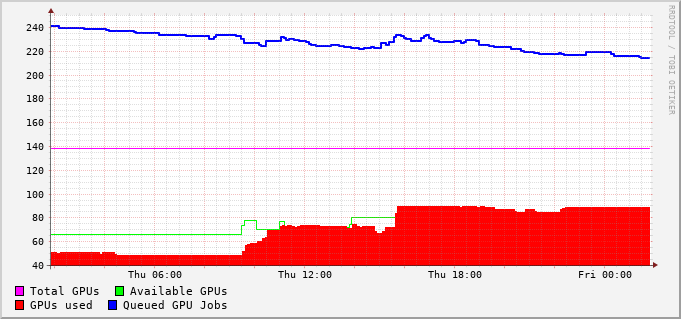 RRDTOOL / TOBI OETIKER
240
220
200
180
160
140
120
100
80
60
40
Thu 06:00 Thu 12:00 Thu 18:00 Fri 00:00
Total GPUs Available GPUs
GPUs used Queued GPU Jobs